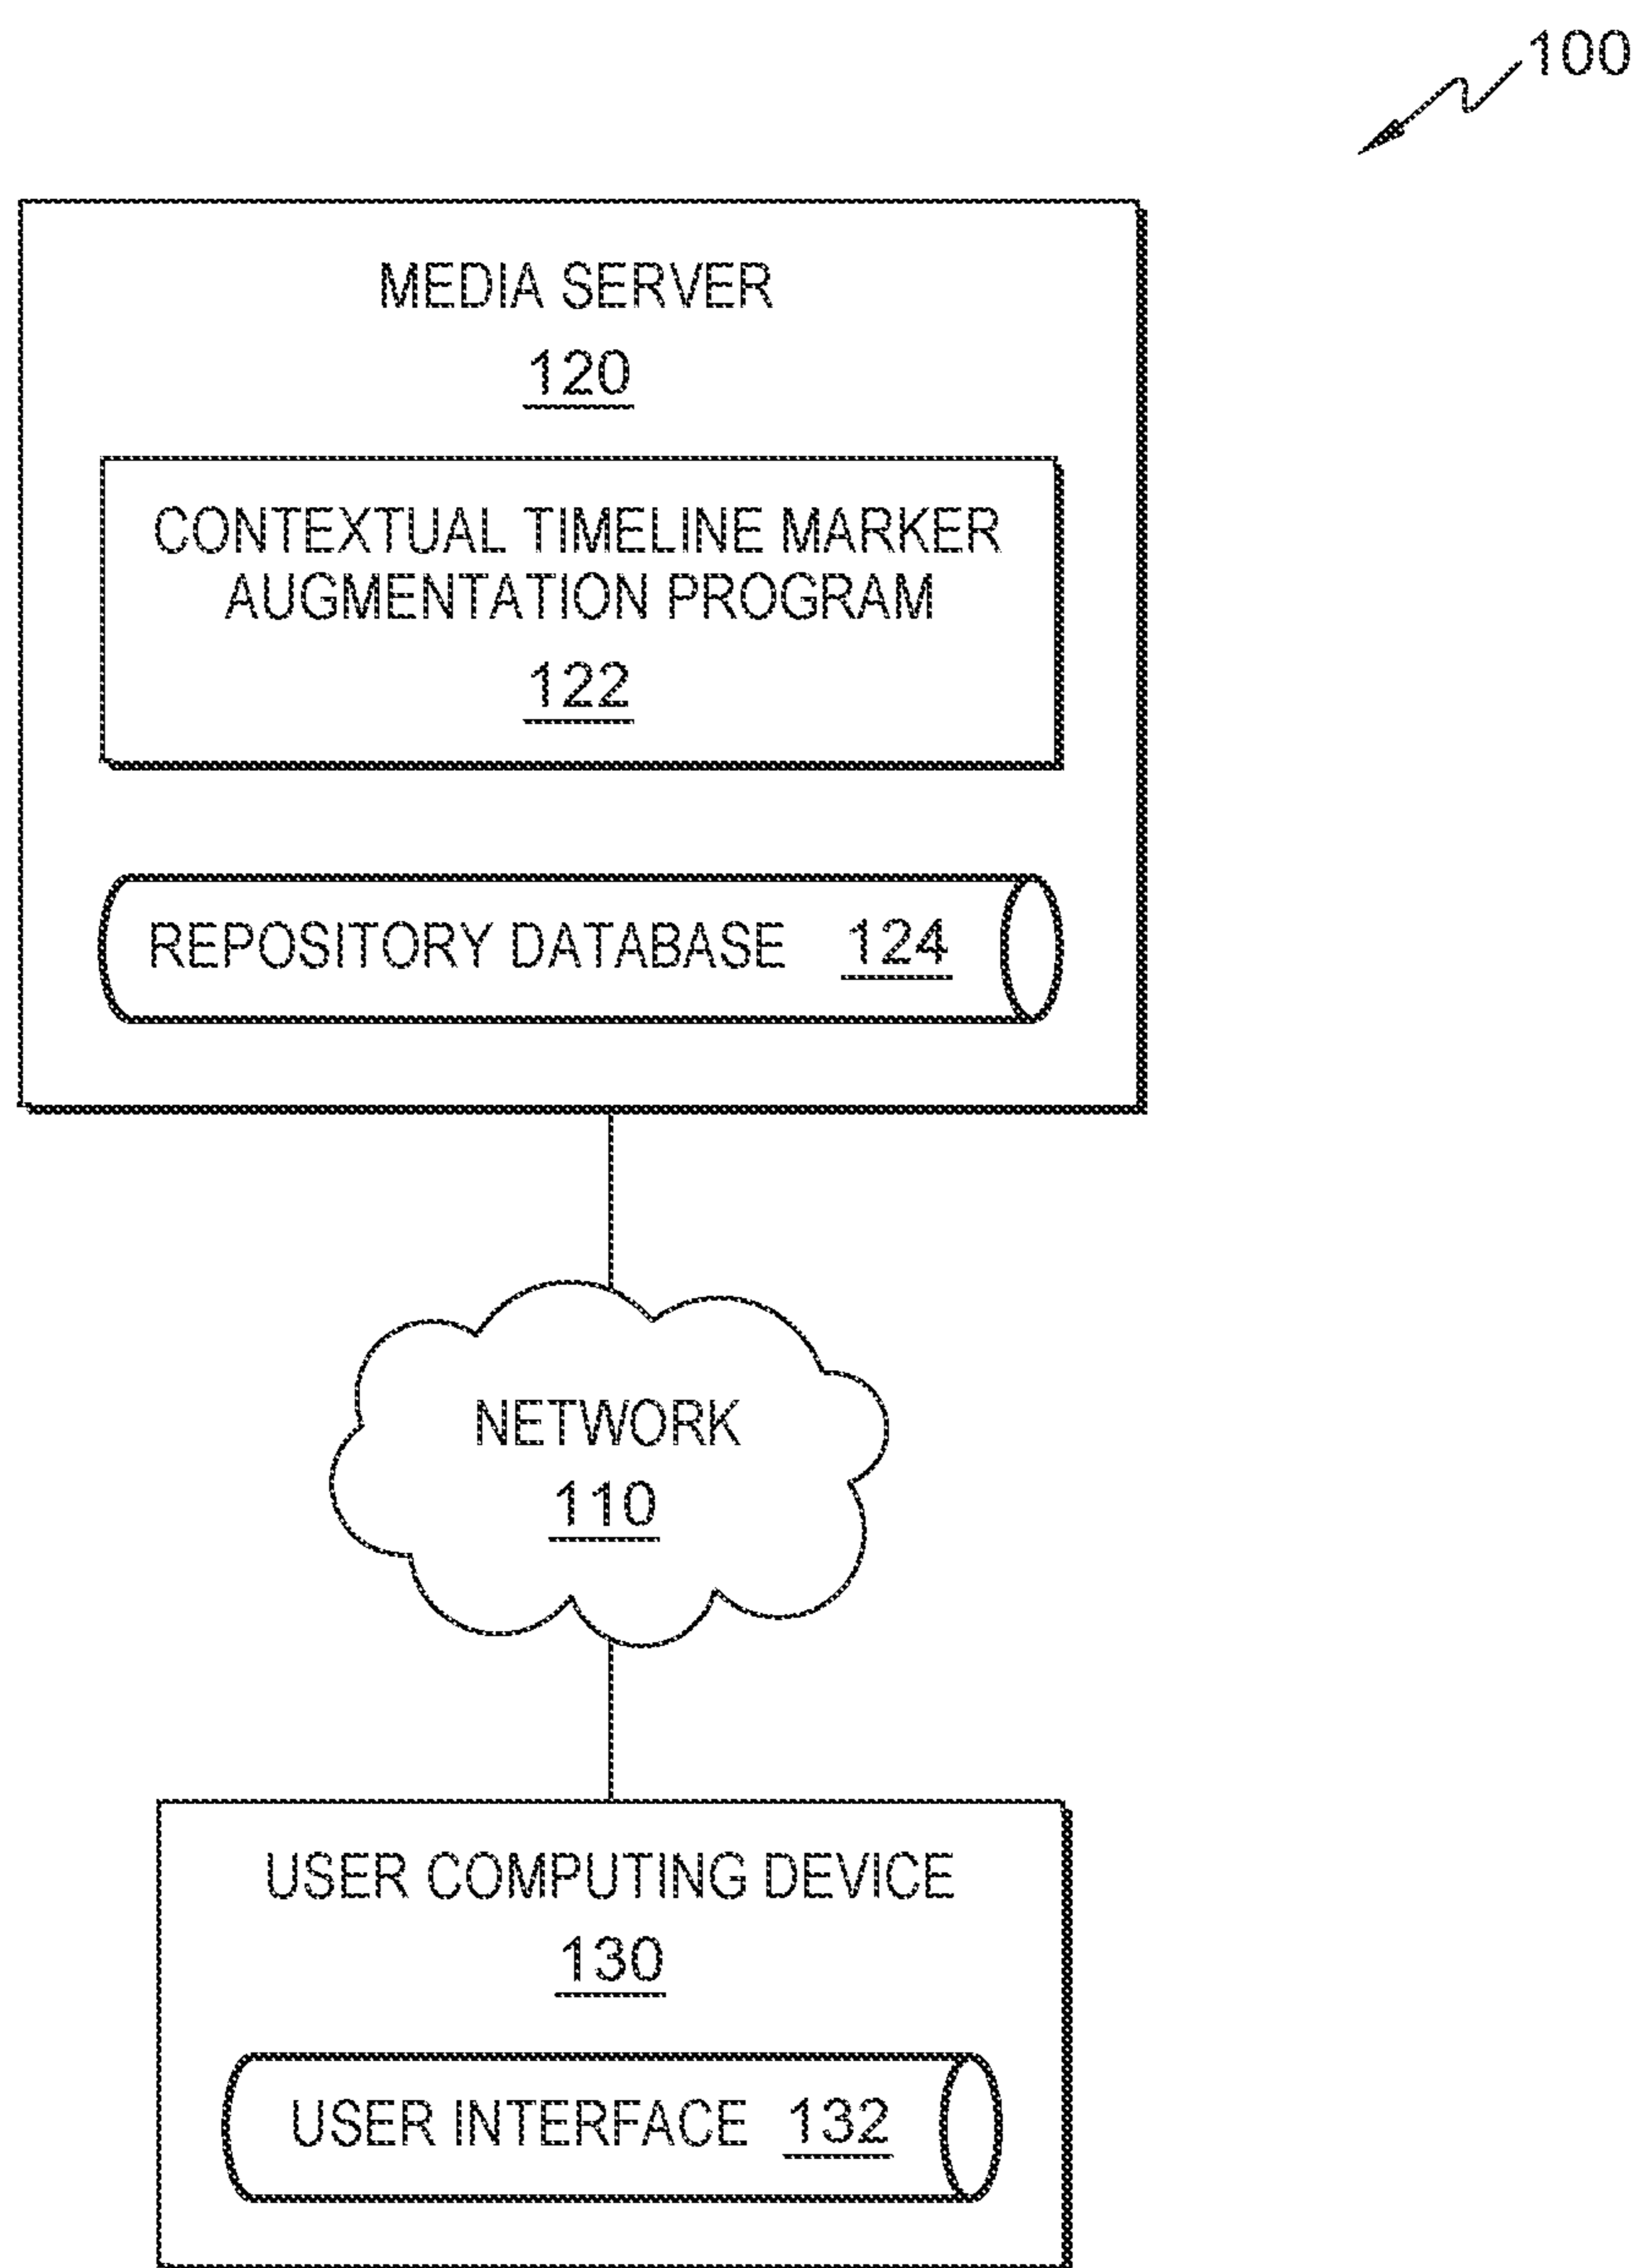 100
MEDIA SERVER
120
CONTEXTUAL TIMELINE MARKER
AUGMENTATION PROGRAM
122
REPOSITORY DATABASE 124
NETWORK
110
USER COMPUTING DEVICE
130
USER INTERFACE 132